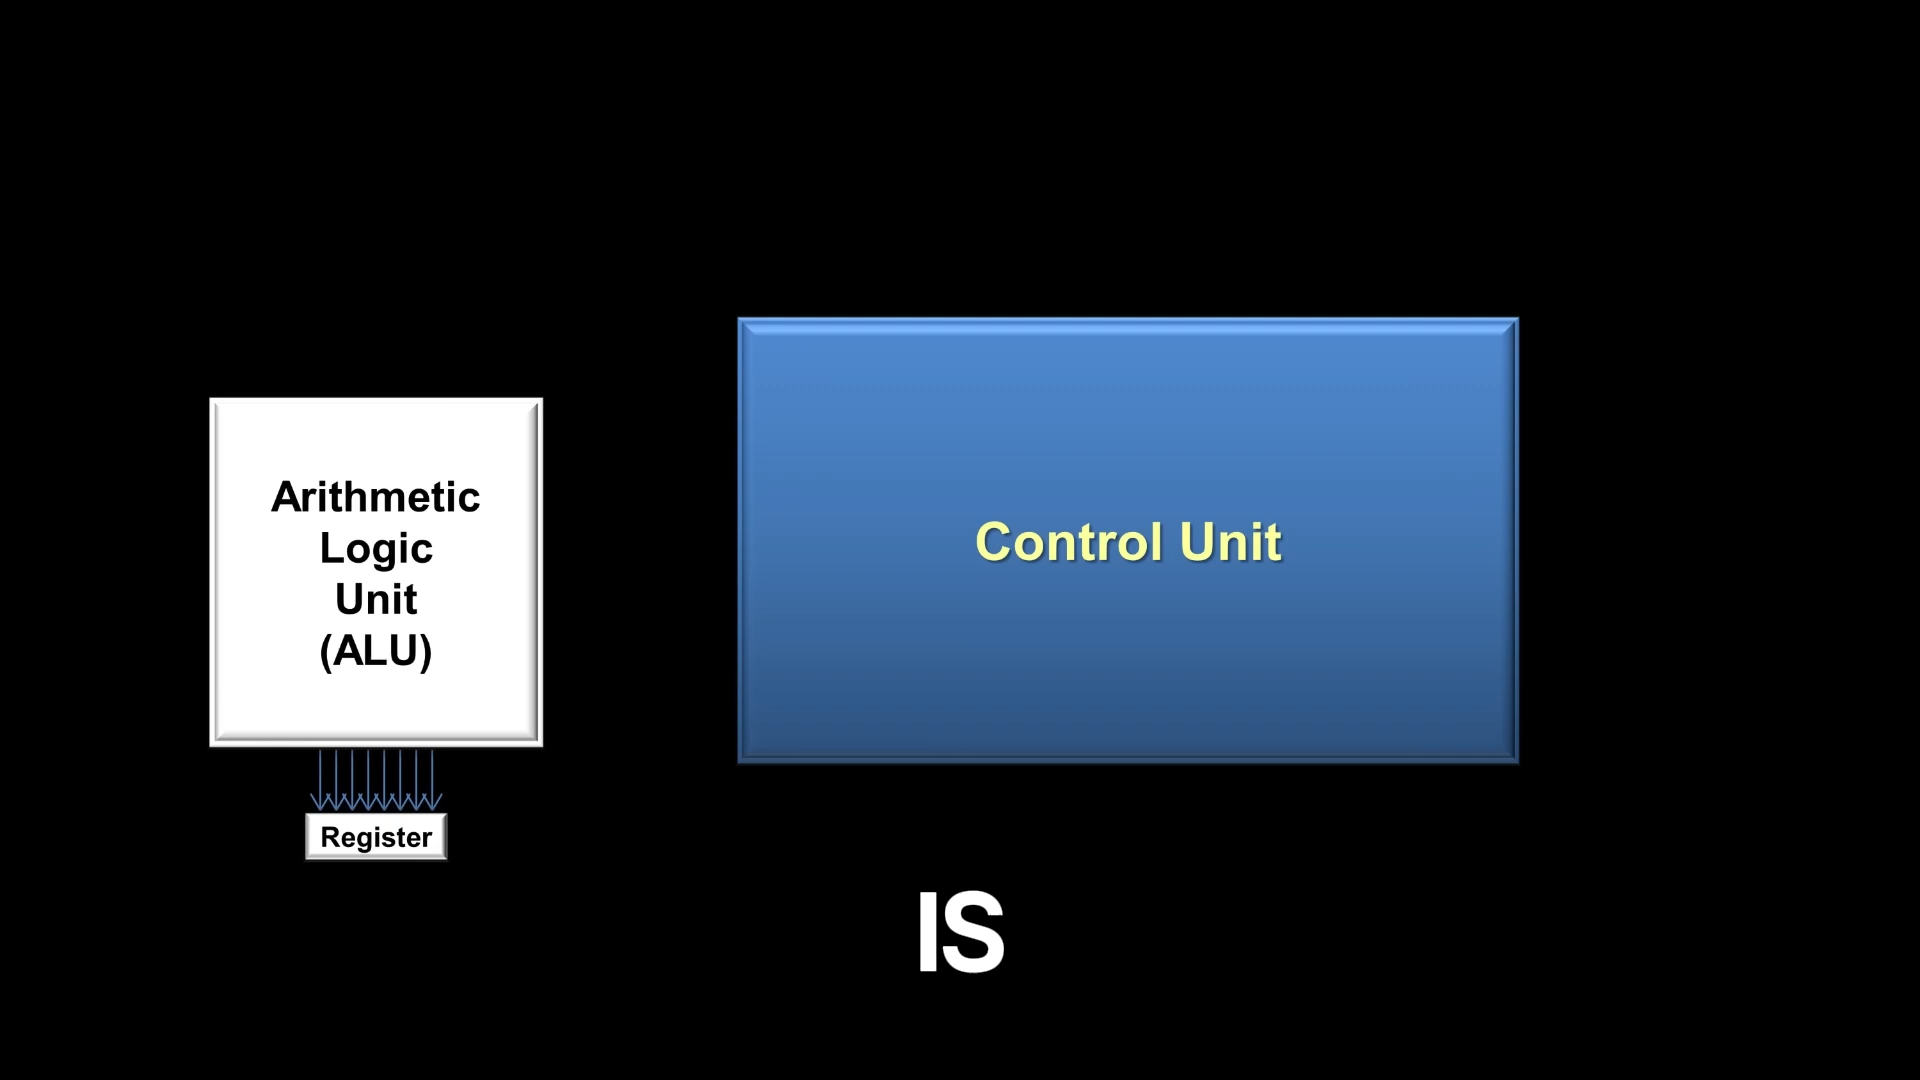 Arithmetic
Logic
Unit
(ALU)
Control Unit
Register
IS